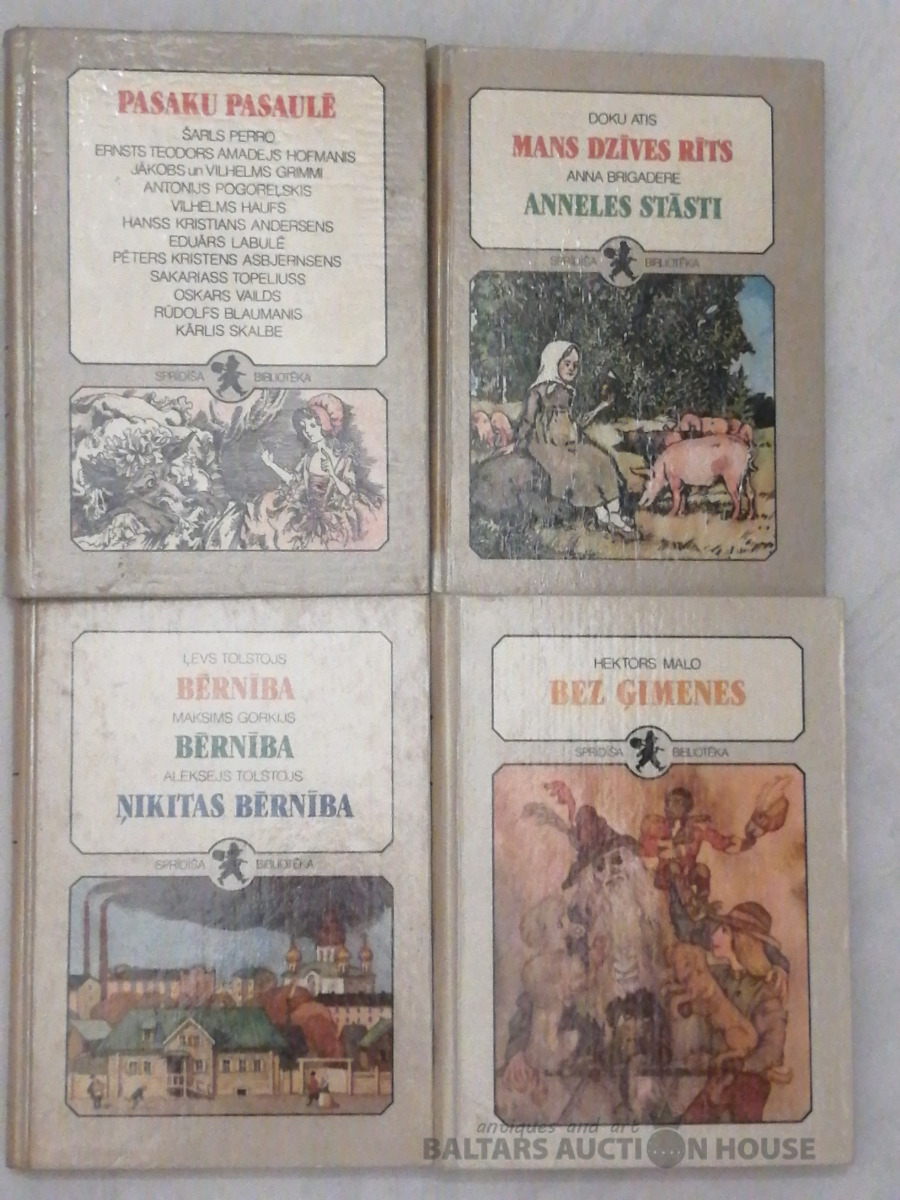 PASAKU PASAULĒ
ŠARLS PERRO
ERNSTS TEODORS AMADEJS HOFMANIS
JĀKOBS un VILHELMS GRIMMI
ANTONIJS POGOREĻSKIS
VILHELMS HAUFS
HANSS KRISTIANS ANDERSENS
EDUĀRS LABULĒ
PĒTERS KRISTENS ASBJERNSENS
SAKARIASS TOPELIUSS
OSKARS VAILDS
RŪDOLFS BLAUMANIS
KĀRLIS SKALBE
SPRĪDĪŠA BIBLIOTĒKA
DOKU ATIS
MANS DZĪVES RĪTS
ANNA BRIGADERE
ANNELES STĀSTI
SPRĪDĪŠA BIBLIOTĒKA
ĻEVS TOLSTOJS
BĒRNĪBA
MAKSIMS GORKIJS
BĒRNĪBA
ALEKSEJS TOLSTOJS
ŅIKITAS BĒRNĪBA
SPRĪDĪŠA BIBLIOTĒKA
HEKTORS MALO
BEZ ĢIMENES
SPRĪDĪŠA BIBLIOTĒKA
antiques and art
BALTARS AUCTION HOUSE